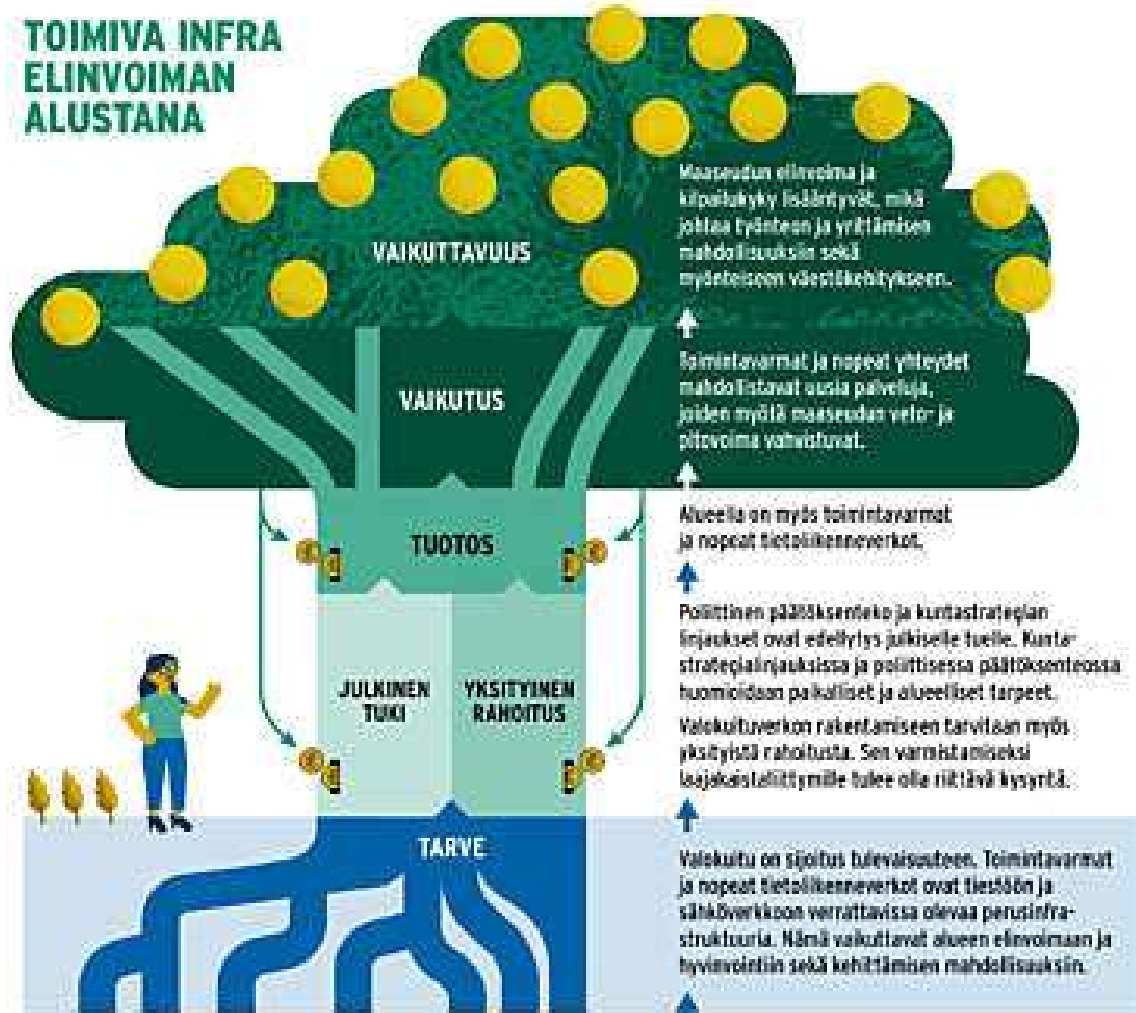 TOIMIVA INFRA
ELINVOIMAN
ALUSTANA
VAIKUTTAVUUS
Maaseudun elinvoima ja
kilpailukyky lisääntyvät, mikä
johtaa työnteon ja yrittämisen
mahdollisuuksiin sekä
myönteiseen väestökehitykseen.
VAIKUTUS
Toimintavarmat ja nopeat yhteydet
mahdollistavat uusia palveluja,
joiden myötä maaseudun veto- ja
pitovoima vahvistuvat.
TUOTOS
Alueella on myös toimintavarmat
ja nopeat tietoliikenneverkot.
JULKINEN
TUKI
YKSITYINEN
RAHOITUS
Poliittinen päätöksenteko ja kuntastrategian
linjaukset ovat edellytys julkiselle tuelle. Kunta-
strategialinjauksissa ja poliittisessa päätöksenteossa
huomioidaan paikalliset ja alueelliset tarpeet.
Valokuituverkon rakentamiseen tarvitaan myös
yksityistä rahoitusta. Sen varmistamiseksi
laajakaistaliittymille tulee olla riittävä kysyntä.
TARVE
Valokuitu on sijoitus tulevaisuuteen. Toimintavarmat
ja nopeat tietoliikenneverkot ovat tiestöön ja
sähköverkkoon verrattavissa olevaa perusinfra-
struktuuria. Nämä vaikuttavat alueen elinvoimaan ja
hyvinvointiin sekä kehittämisen mahdollisuuksiin.